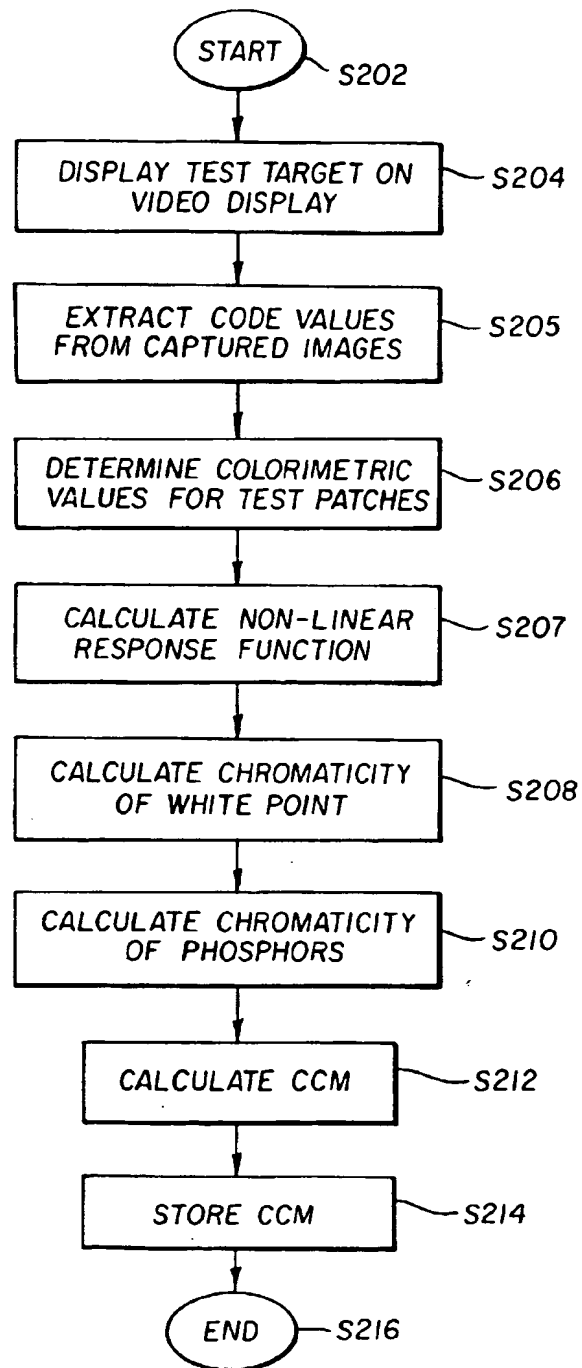 START
S202
DISPLAY TEST TARGET ON
VIDEO DISPLAY
S204
EXTRACT CODE VALUES
FROM CAPTURED IMAGES
S205
DETERMINE COLORIMETRIC
VALUES FOR TEST PATCHES
S206
CALCULATE NON-LINEAR
RESPONSE FUNCTION
S207
CALCULATE CHROMATICITY
OF WHITE POINT
S208
CALCULATE CHROMATICITY
OF PHOSPHORS
S210
CALCULATE CCM
S212
STORE CCM
S214
END
S216